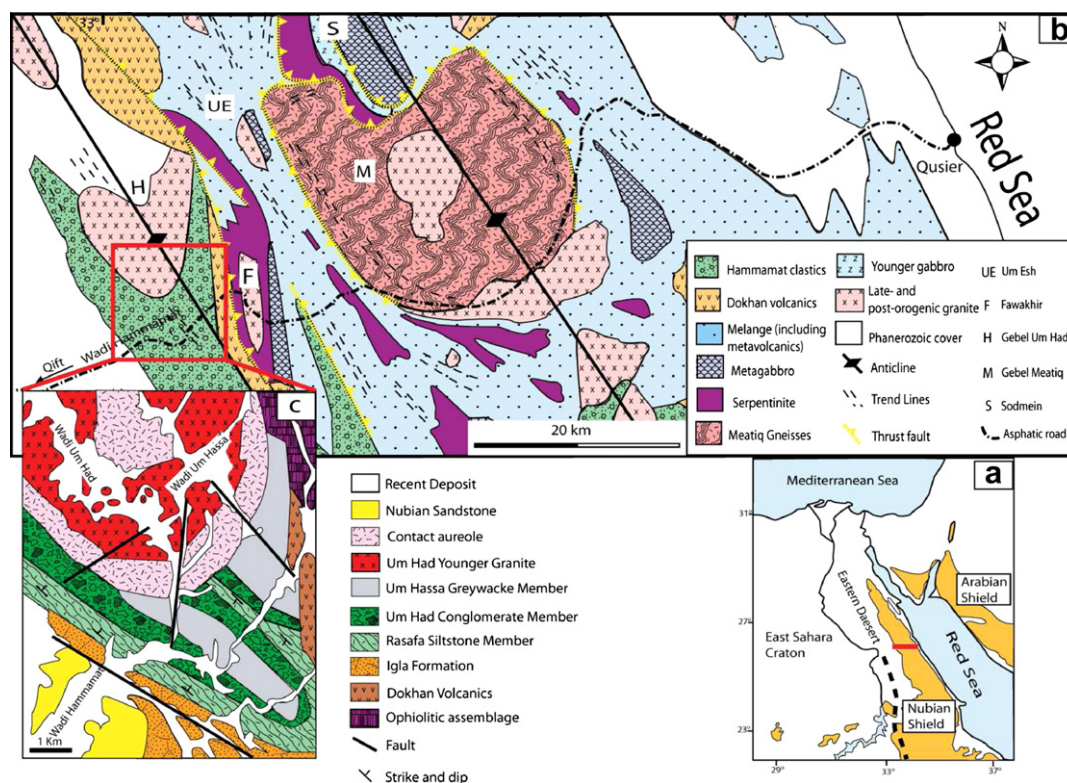 33°
S
b
N
UE
M
H
F
Qusier
Red Sea
Qift
Wadi Hammamat
20 km
Hammamat clastics
Dokhan volcanics
Melange (including
metavolcanics)
Metagabbro
Serpentinite
Meatiq Gneisses
Younger gabbro
Late- and
post-orogenic granite
Phanerozoic cover
Anticline
Trend Lines
Thrust fault
UE Um Esh
F Fawakhir
H Gebel Um Had
M Gebel Meatiq
S Sodmein
Asphatic road
C
Wadi Um Had
Wadi Um Hassa
Wadi Hammamat
1 Km
Recent Deposit
Nubian Sandstone
Contact aureole
Um Had Younger Granite
Um Hassa Greywacke Member
Um Had Conglomerate Member
Rasafa Siltstone Member
Igla Formation
Dokhan Volcanics
Ophiolitic assemblage
Fault
Strike and dip
a
Mediterranean Sea
31°
Eastern Daesert
Arabian
Shield
27°
East Sahara
Craton
Red Sea
Nubian
Shield
23°
29°
33°
37°